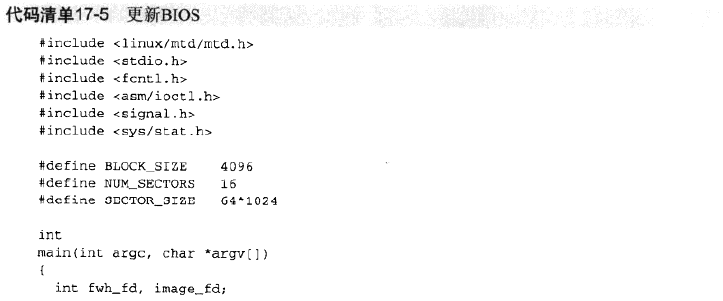 代码清单17-5 更新BIOS
#include <linux/mtd/mtd.h>
#include <stdio.h>
#include <fcntl.h>
#include <asm/ioctl.h>
#include <signal.h>
#include <sys/stat.h>
#define BLOCK_SIZE 4096
#define NUM_SECTORS 16
#define SECTOR_SIZE 64*1024
int
main(int argc, char *argv[])
{
int fwh_fd, image_fd;